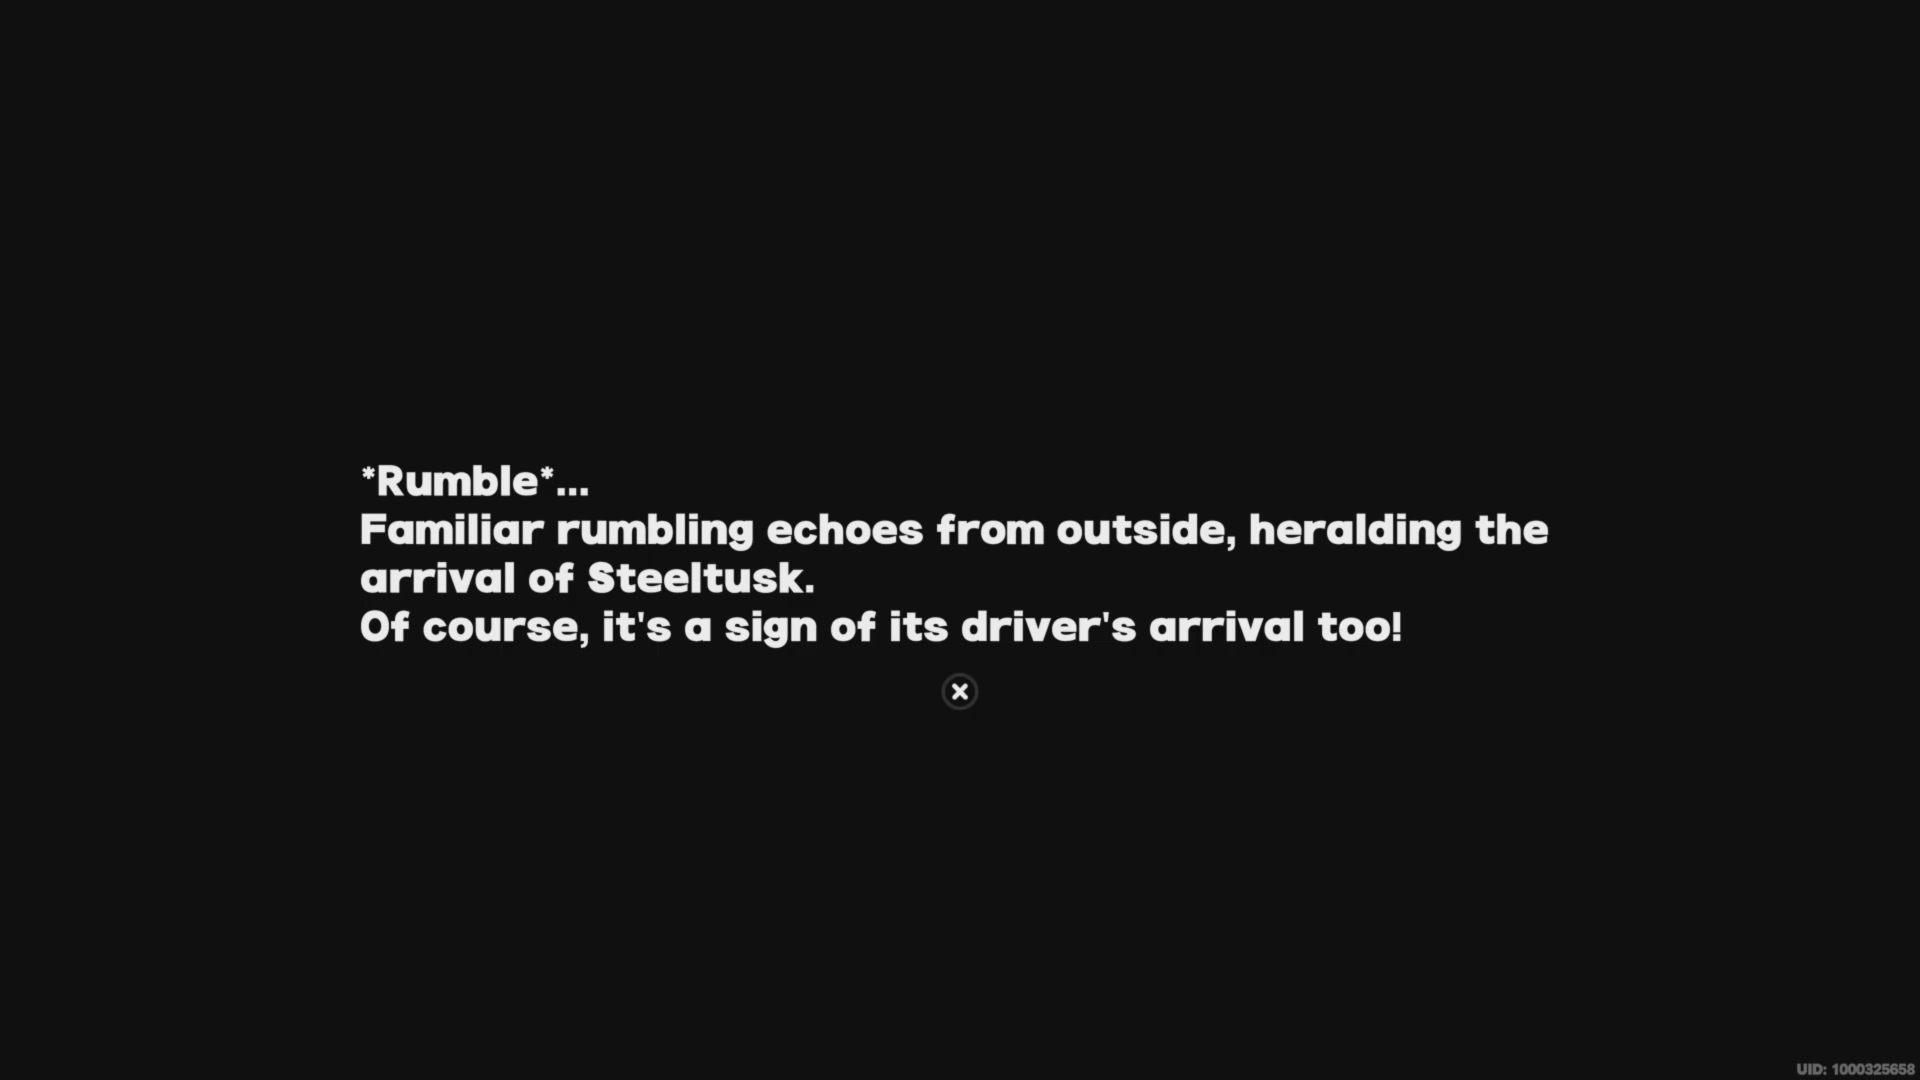 *Rumble*...
Familiar rumbling echoes from outside, heralding the
arrival of Steeltusk.
Of course, it's a sign of its driver's arrival too!
UID: 1000325658